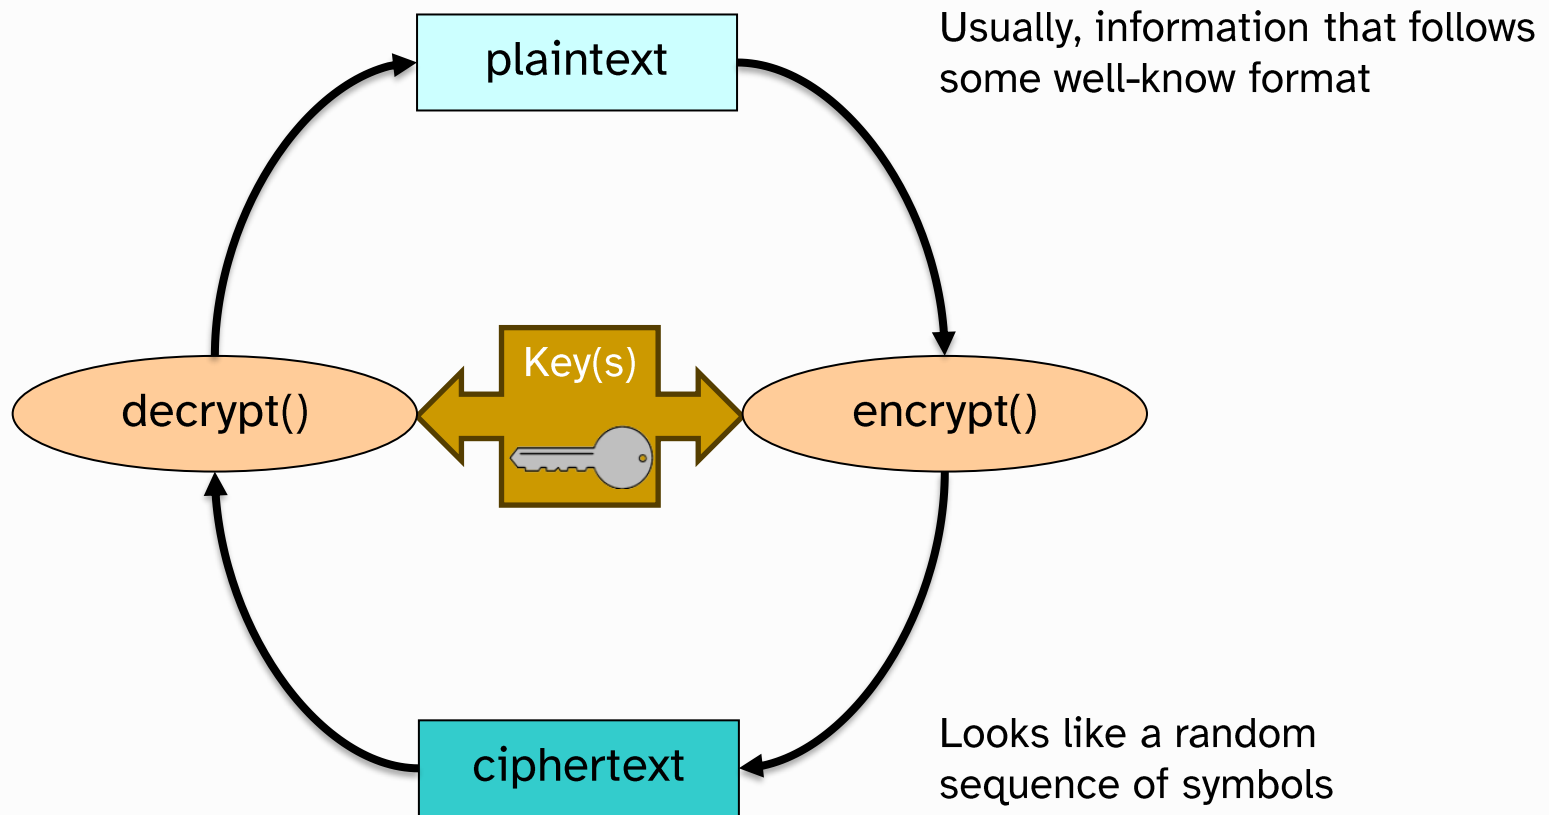 plaintext
Usually, information that follows
some well-know format
Key(s)
decrypt()
encrypt()
ciphertext
Looks like a random
sequence of symbols